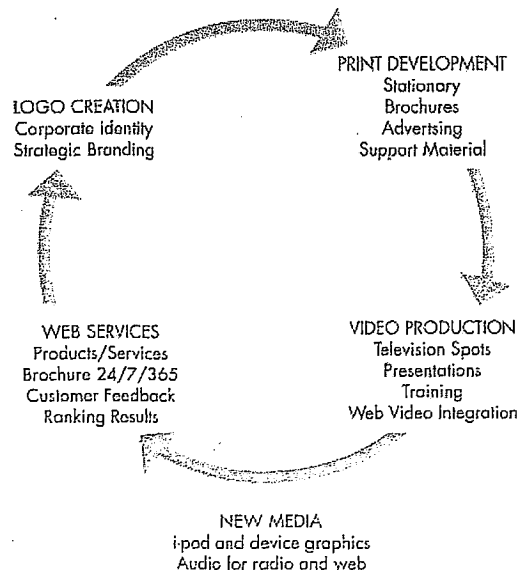 LOGO CREATION
Corporate Identity
Strategic Branding
PRINT DEVELOPMENT
Stationary
Brochures
Advertsing
Support Material
VIDEO PRODUCTION
Television Spots
Presentations
Training
Web Video Integration
NEW MEDIA
i-pod and device graphics
Audio for radio and web
WEB SERVICES
Products/Services
Brochure 24/7/365
Customer Feedback
Ranking Results